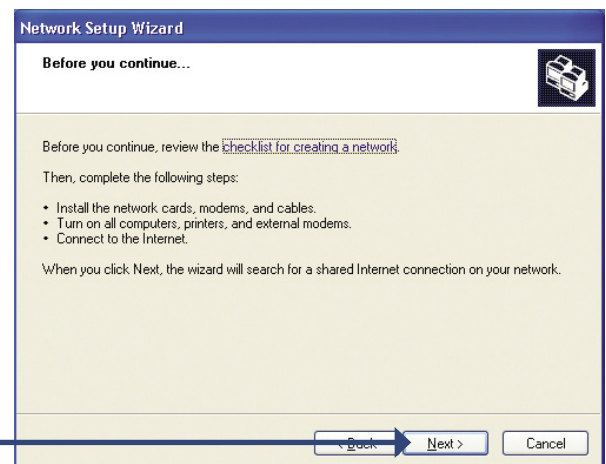 Network Setup Wizard
Before you continue...
Before you continue, review the checklist for creating a network.
Then, complete the following steps:
• Install the network cards, modems, and cables.
• Turn on all computers, printers, and external modems.
• Connect to the Internet.
When you click Next, the wizard will search for a shared Internet connection on your network.
< Back Next > Cancel